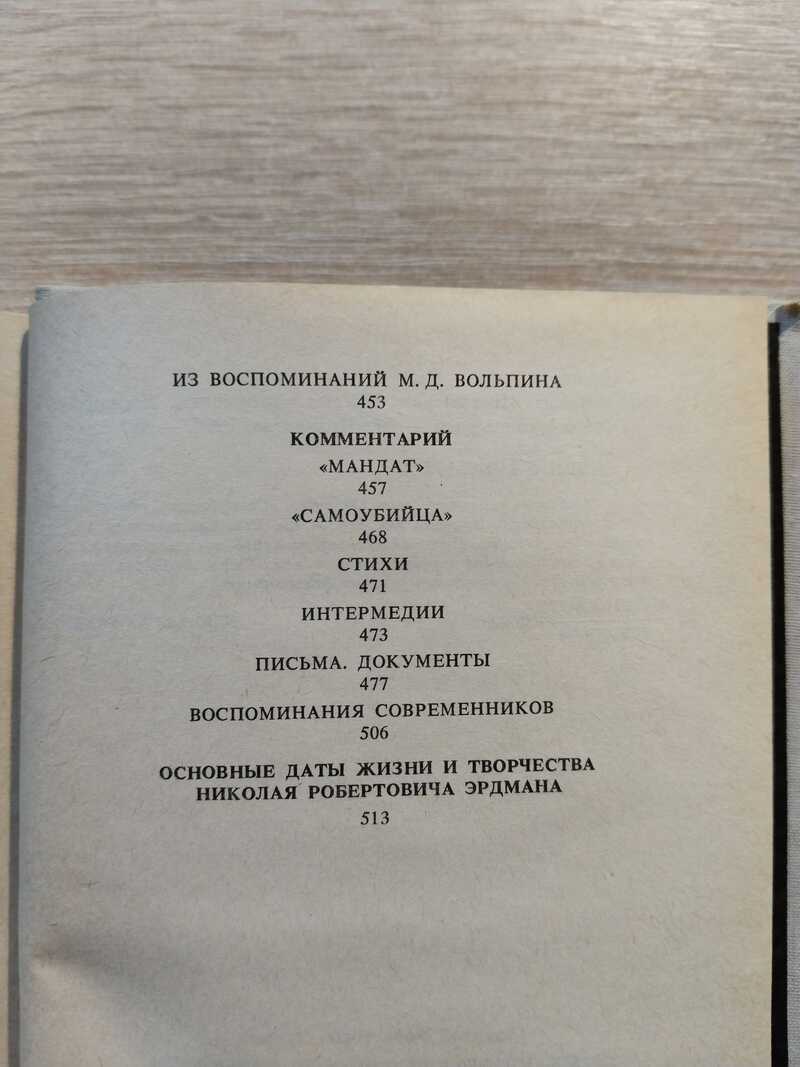 ИЗ ВОСПОМИНАНИЙ М. Д. ВОЛЬПИНА
453
КОММЕНТАРИЙ
«МАНДАТ»
457
«САМОУБИЙЦА»
468
СТИХИ
471
ИНТЕРМЕДИИ
473
ПИСЬМА. ДОКУМЕНТЫ
477
ВОСПОМИНАНИЯ СОВРЕМЕННИКОВ
506
ОСНОВНЫЕ ДАТЫ ЖИЗНИ И ТВОРЧЕСТВА
НИКОЛАЯ РОБЕРТОВИЧА ЭРДМАНА
513